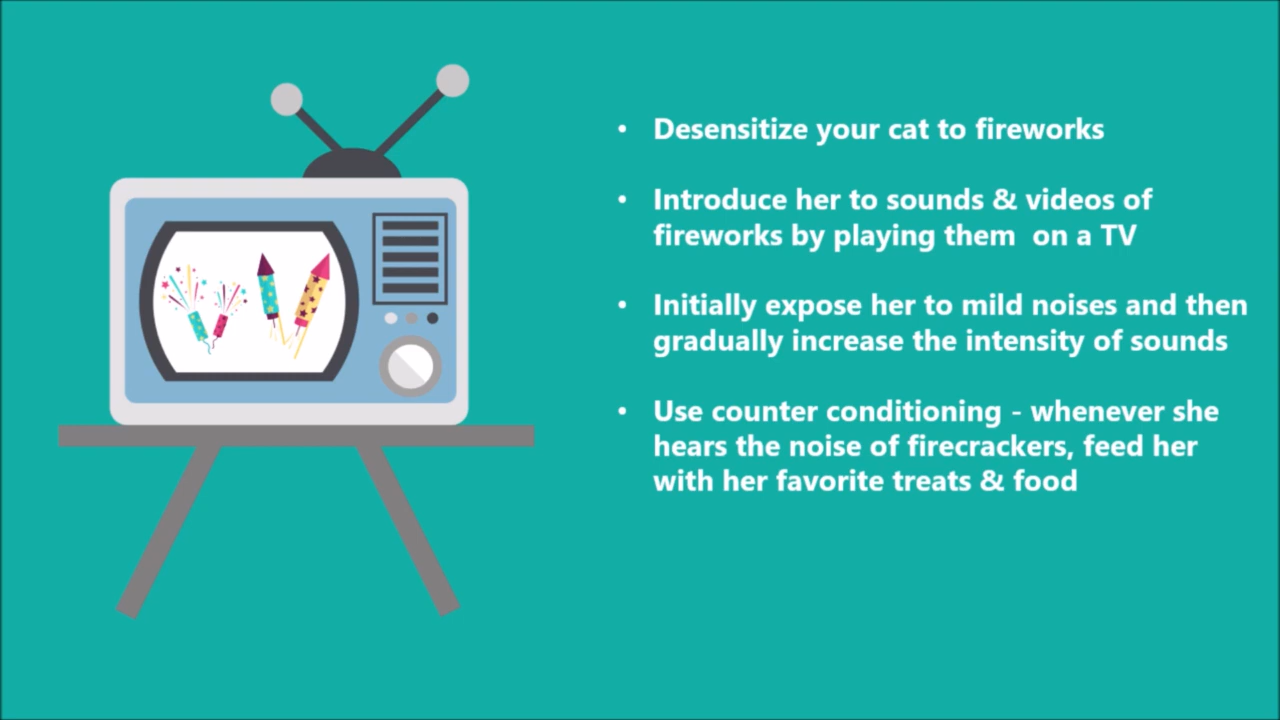 • Desensitize your cat to fireworks
• Introduce her to sounds & videos of
fireworks by playing them  on a TV
• Initially expose her to mild noises and then
gradually increase the intensity of sounds
• Use counter conditioning - whenever she
hears the noise of firecrackers, feed her
with her favorite treats & food